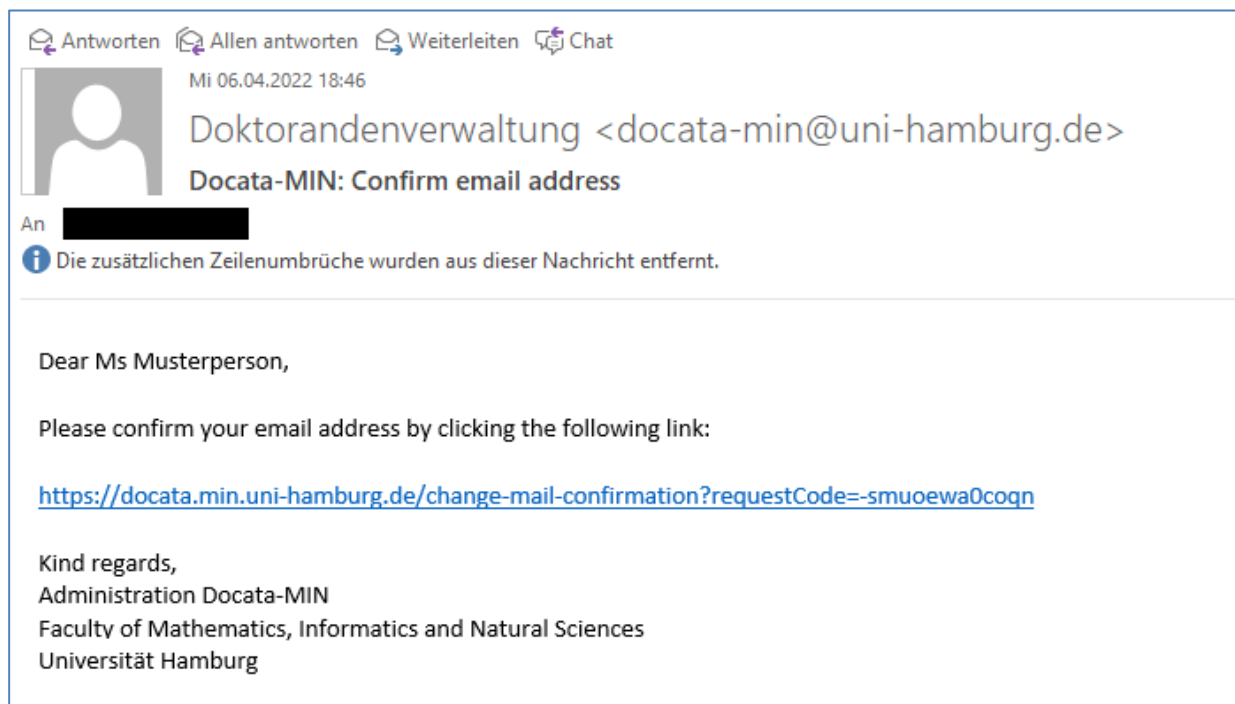 Antworten Allen antworten Weiterleiten Chat
Mi 06.04.2022 18:46
Doktorandenverwaltung <docata-min@uni-hamburg.de>
Docata-MIN: Confirm email address
An
Die zusätzlichen Zeilenumbrüche wurden aus dieser Nachricht entfernt.
Dear Ms Musterperson,
Please confirm your email address by clicking the following link:
https://docata.min.uni-hamburg.de/change-mail-confirmation?requestCode=-smuoewa0coqn
Kind regards,
Administration Docata-MIN
Faculty of Mathematics, Informatics and Natural Sciences
Universität Hamburg